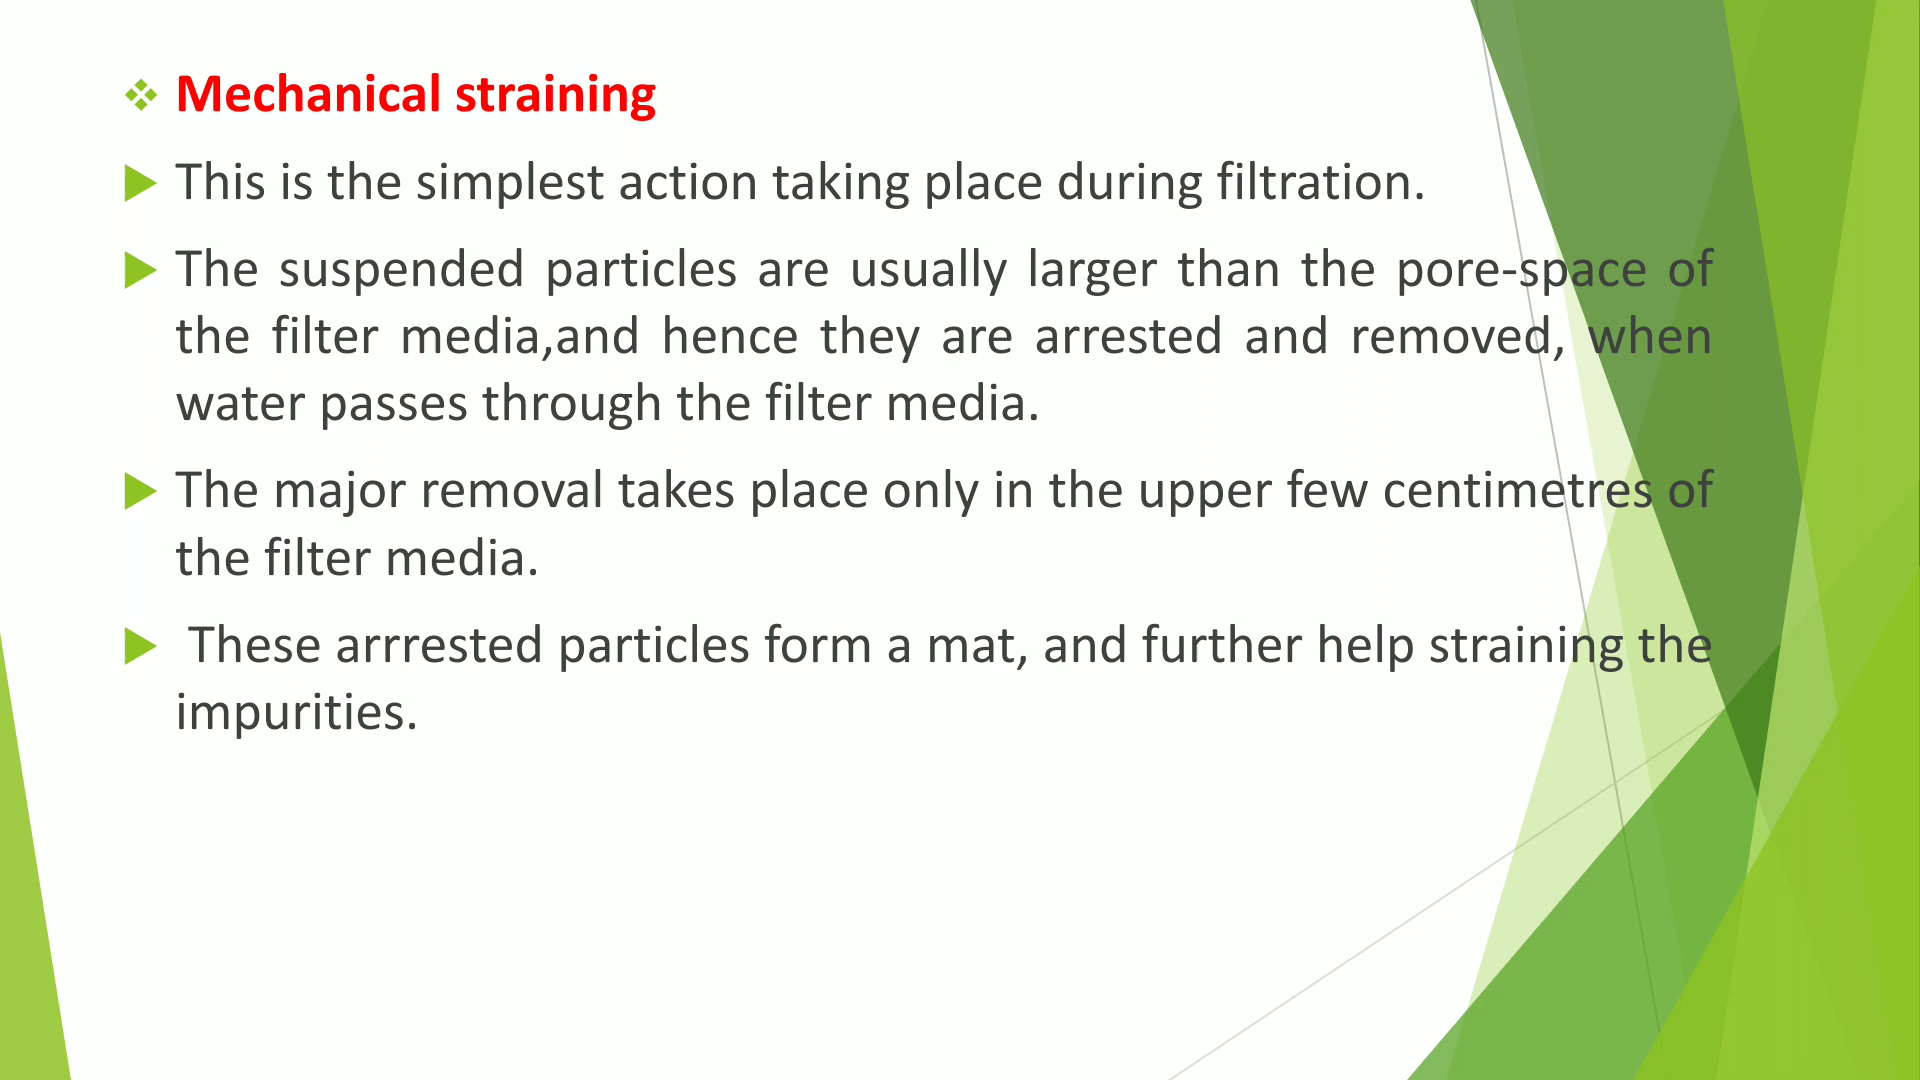 Mechanical straining
This is the simplest action taking place during filtration.
The suspended particles are usually larger than the pore-space of
the filter media,and hence they are arrested and removed, when
water passes through the filter media.
The major removal takes place only in the upper few centimetres of
the filter media.
These arrrested particles form a mat, and further help straining the
impurities.